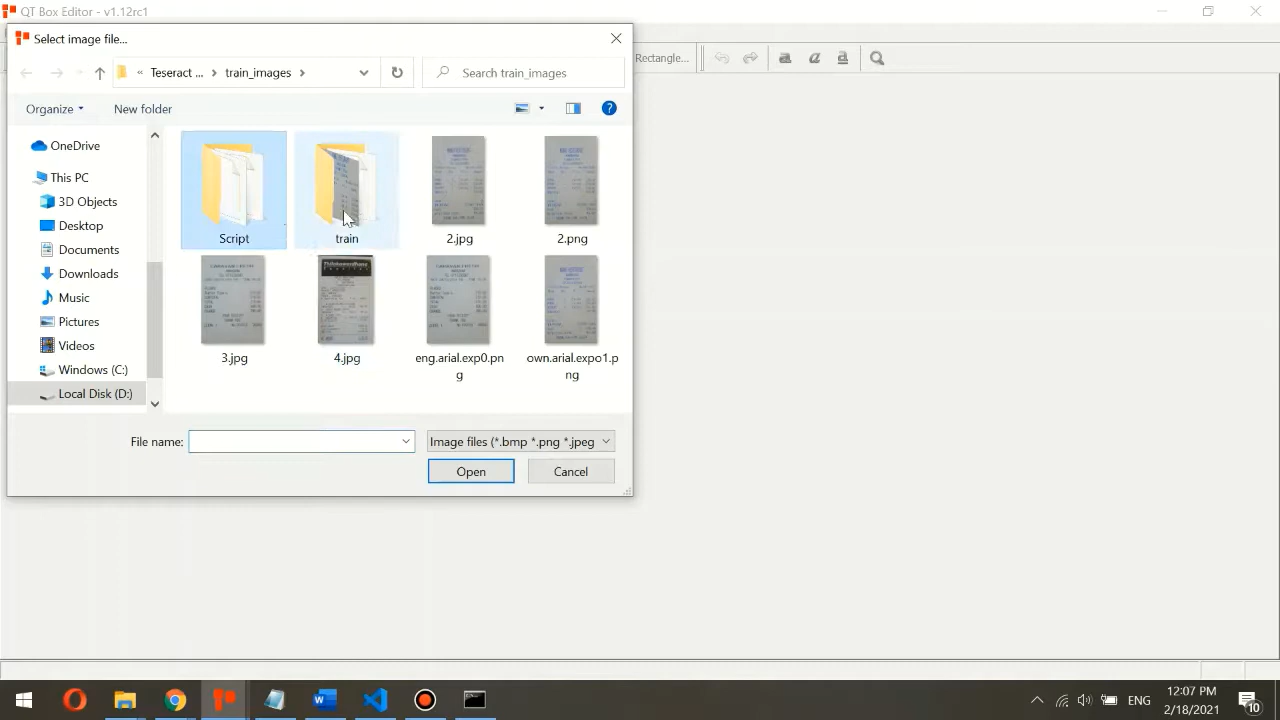 QT Box Editor - v1.12rc1
Select image file...
« Teseract ... > train_images >
Search train_images
Rectangle...
a a a
Organize
New folder
?
OneDrive
This PC
3D Objects
Desktop
Documents
Downloads
Music
Pictures
Videos
Windows (C:)
Local Disk (D:)
Script
train
2.jpg
2.png
3.jpg
4.jpg
eng.arial.exp0.pn
g
own.arial.expo1.p
ng
File name:
Image files (*.bmp *.png *.jpeg
Open
Cancel
ENG
12:07 PM
2/18/2021
10